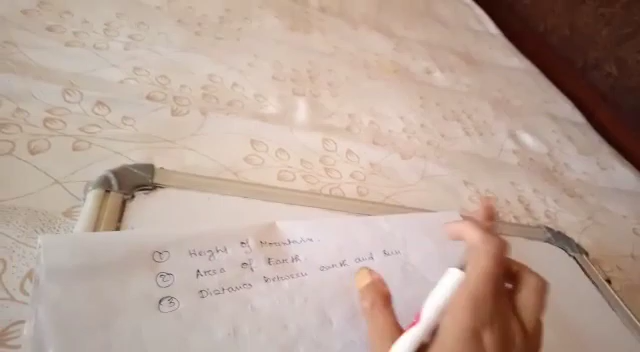 ① Height of Mountain.
② Area of Earth
③ Distance between earth and Sun